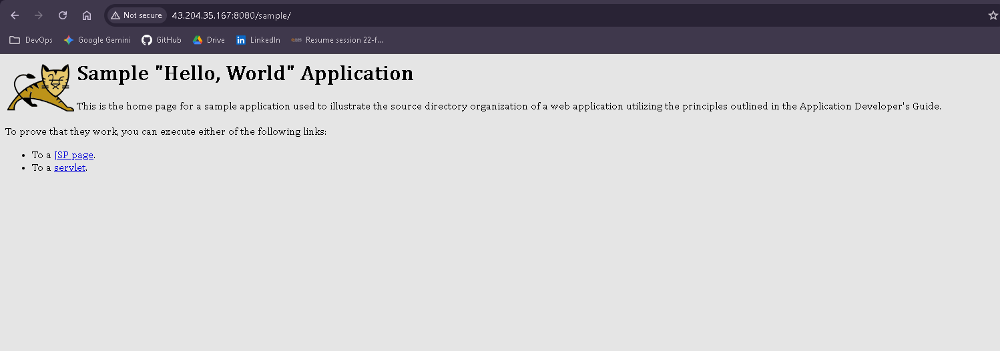 Not secure 43.204.35.167:8080/sample/
DevOps Google Gemini GitHub Drive LinkedIn Resume session 22-f...
Sample "Hello, World" Application
This is the home page for a sample application used to illustrate the source directory organization of a web application utilizing the principles outlined in the Application Developer's Guide.
To prove that they work, you can execute either of the following links:
• To a JSP page.
• To a servlet.